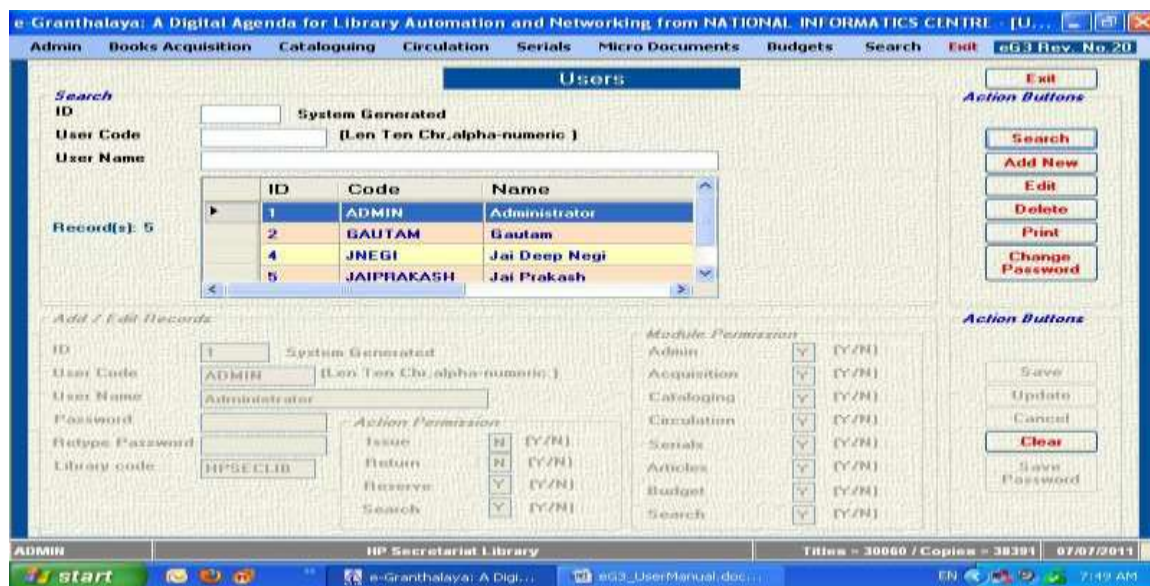 e-Granthalaya: A Digital Agenda for Library Automation and Networking from NATIONAL INFORMATICS CENTRE - [U....
Admin Books Acquisition Cataloguing Circulation Serials Micro Documents Budgets Search Exit eG3 Rev. No.20
Users
Exit
Search
Action Buttons
ID System Generated
User Code (Len Ten Chr,alpha-numeric )
Search
User Name
Add New
ID Code Name
Edit
1 ADMIN Administrator
Delete
Record(s): 5
2 GAUTAM Gautam
Print
4 JNEGI Jai Deep Negi
Change
Password
5 JAIPRAKASH Jai Prakash
Add / Edit Records
Action Buttons
Module Permission
ID 1 System Generated
Admin Y (Y/N)
User Code ADMIN (Len Ten Chr,alpha-numeric )
Acquisition Y (Y/N)
Save
User Name Administrator
Cataloging Y (Y/N)
Update
Password
Action Permission
Circulation Y (Y/N)
Cancel
Retype Password
Issue N (Y/N)
Serials Y (Y/N)
Clear
Library code HPSECLIB
Return N (Y/N)
Articles Y (Y/N)
Save
Password
Reserve Y (Y/N)
Budget Y (Y/N)
Search Y (Y/N)
Search Y (Y/N)
ADMIN HP Secretariat Library Titles = 30060 / Copies = 38391 07/07/2011
start e-Granthalaya: A Digi... eG3_UserManual.doc... EN 7:49 AM